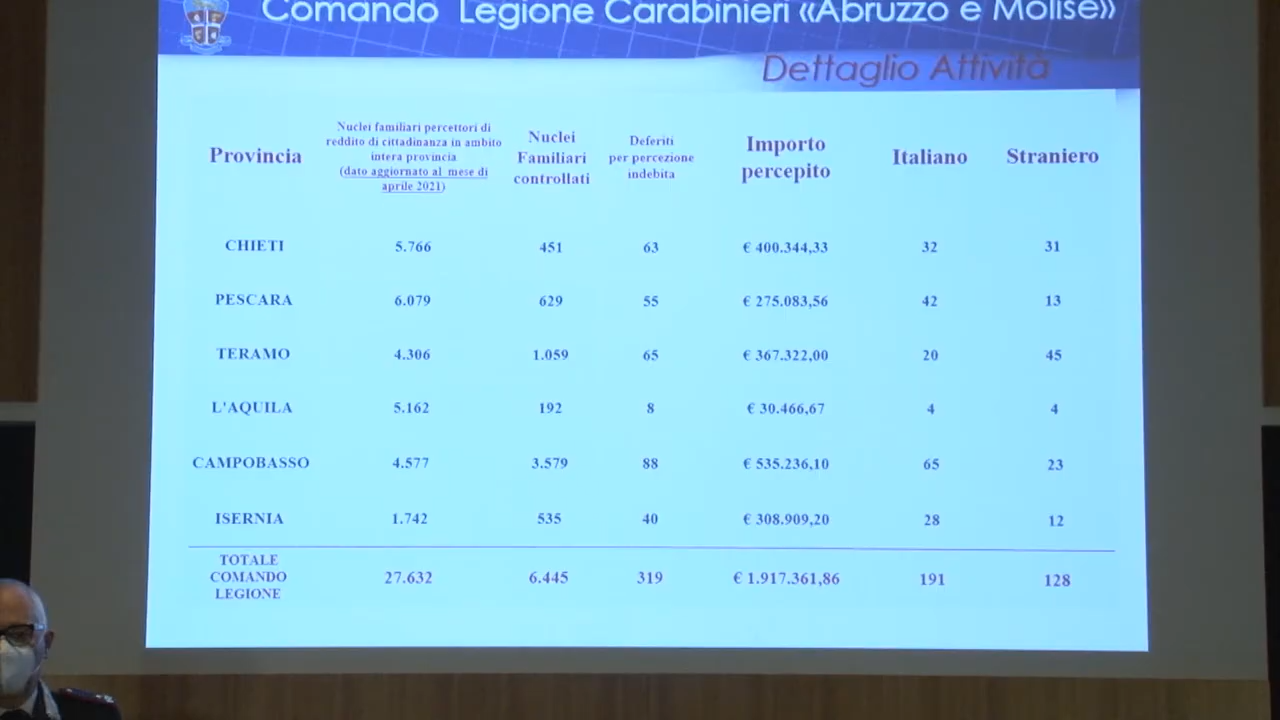 Comando Legione Carabinieri «Abruzzo e Molise»
Dettaglio Attività
Provincia
Nuclei familiari percettori di
reddito di cittadinanza in ambito
intera provincia
(dato aggiornato al mese di
aprile 2021)
Nuclei
Familiari
controllati
Deferiti
per percezione
indebita
Importo
percepito
Italiano
Straniero
CHIETI 5.766 451 63 € 400.344,33 32 31
PESCARA 6.079 629 55 € 275.083,56 42 13
TERAMO 4.306 1.059 65 € 367.322,00 20 45
L'AQUILA 5.162 192 8 € 30.466,67 4 4
CAMPOBASSO 4.577 3.579 88 € 535.236,10 65 23
ISERNIA 1.742 535 40 € 308.909,20 28 12
TOTALE
COMANDO
LEGIONE
27.632 6.445 319 € 1.917.361,86 191 128